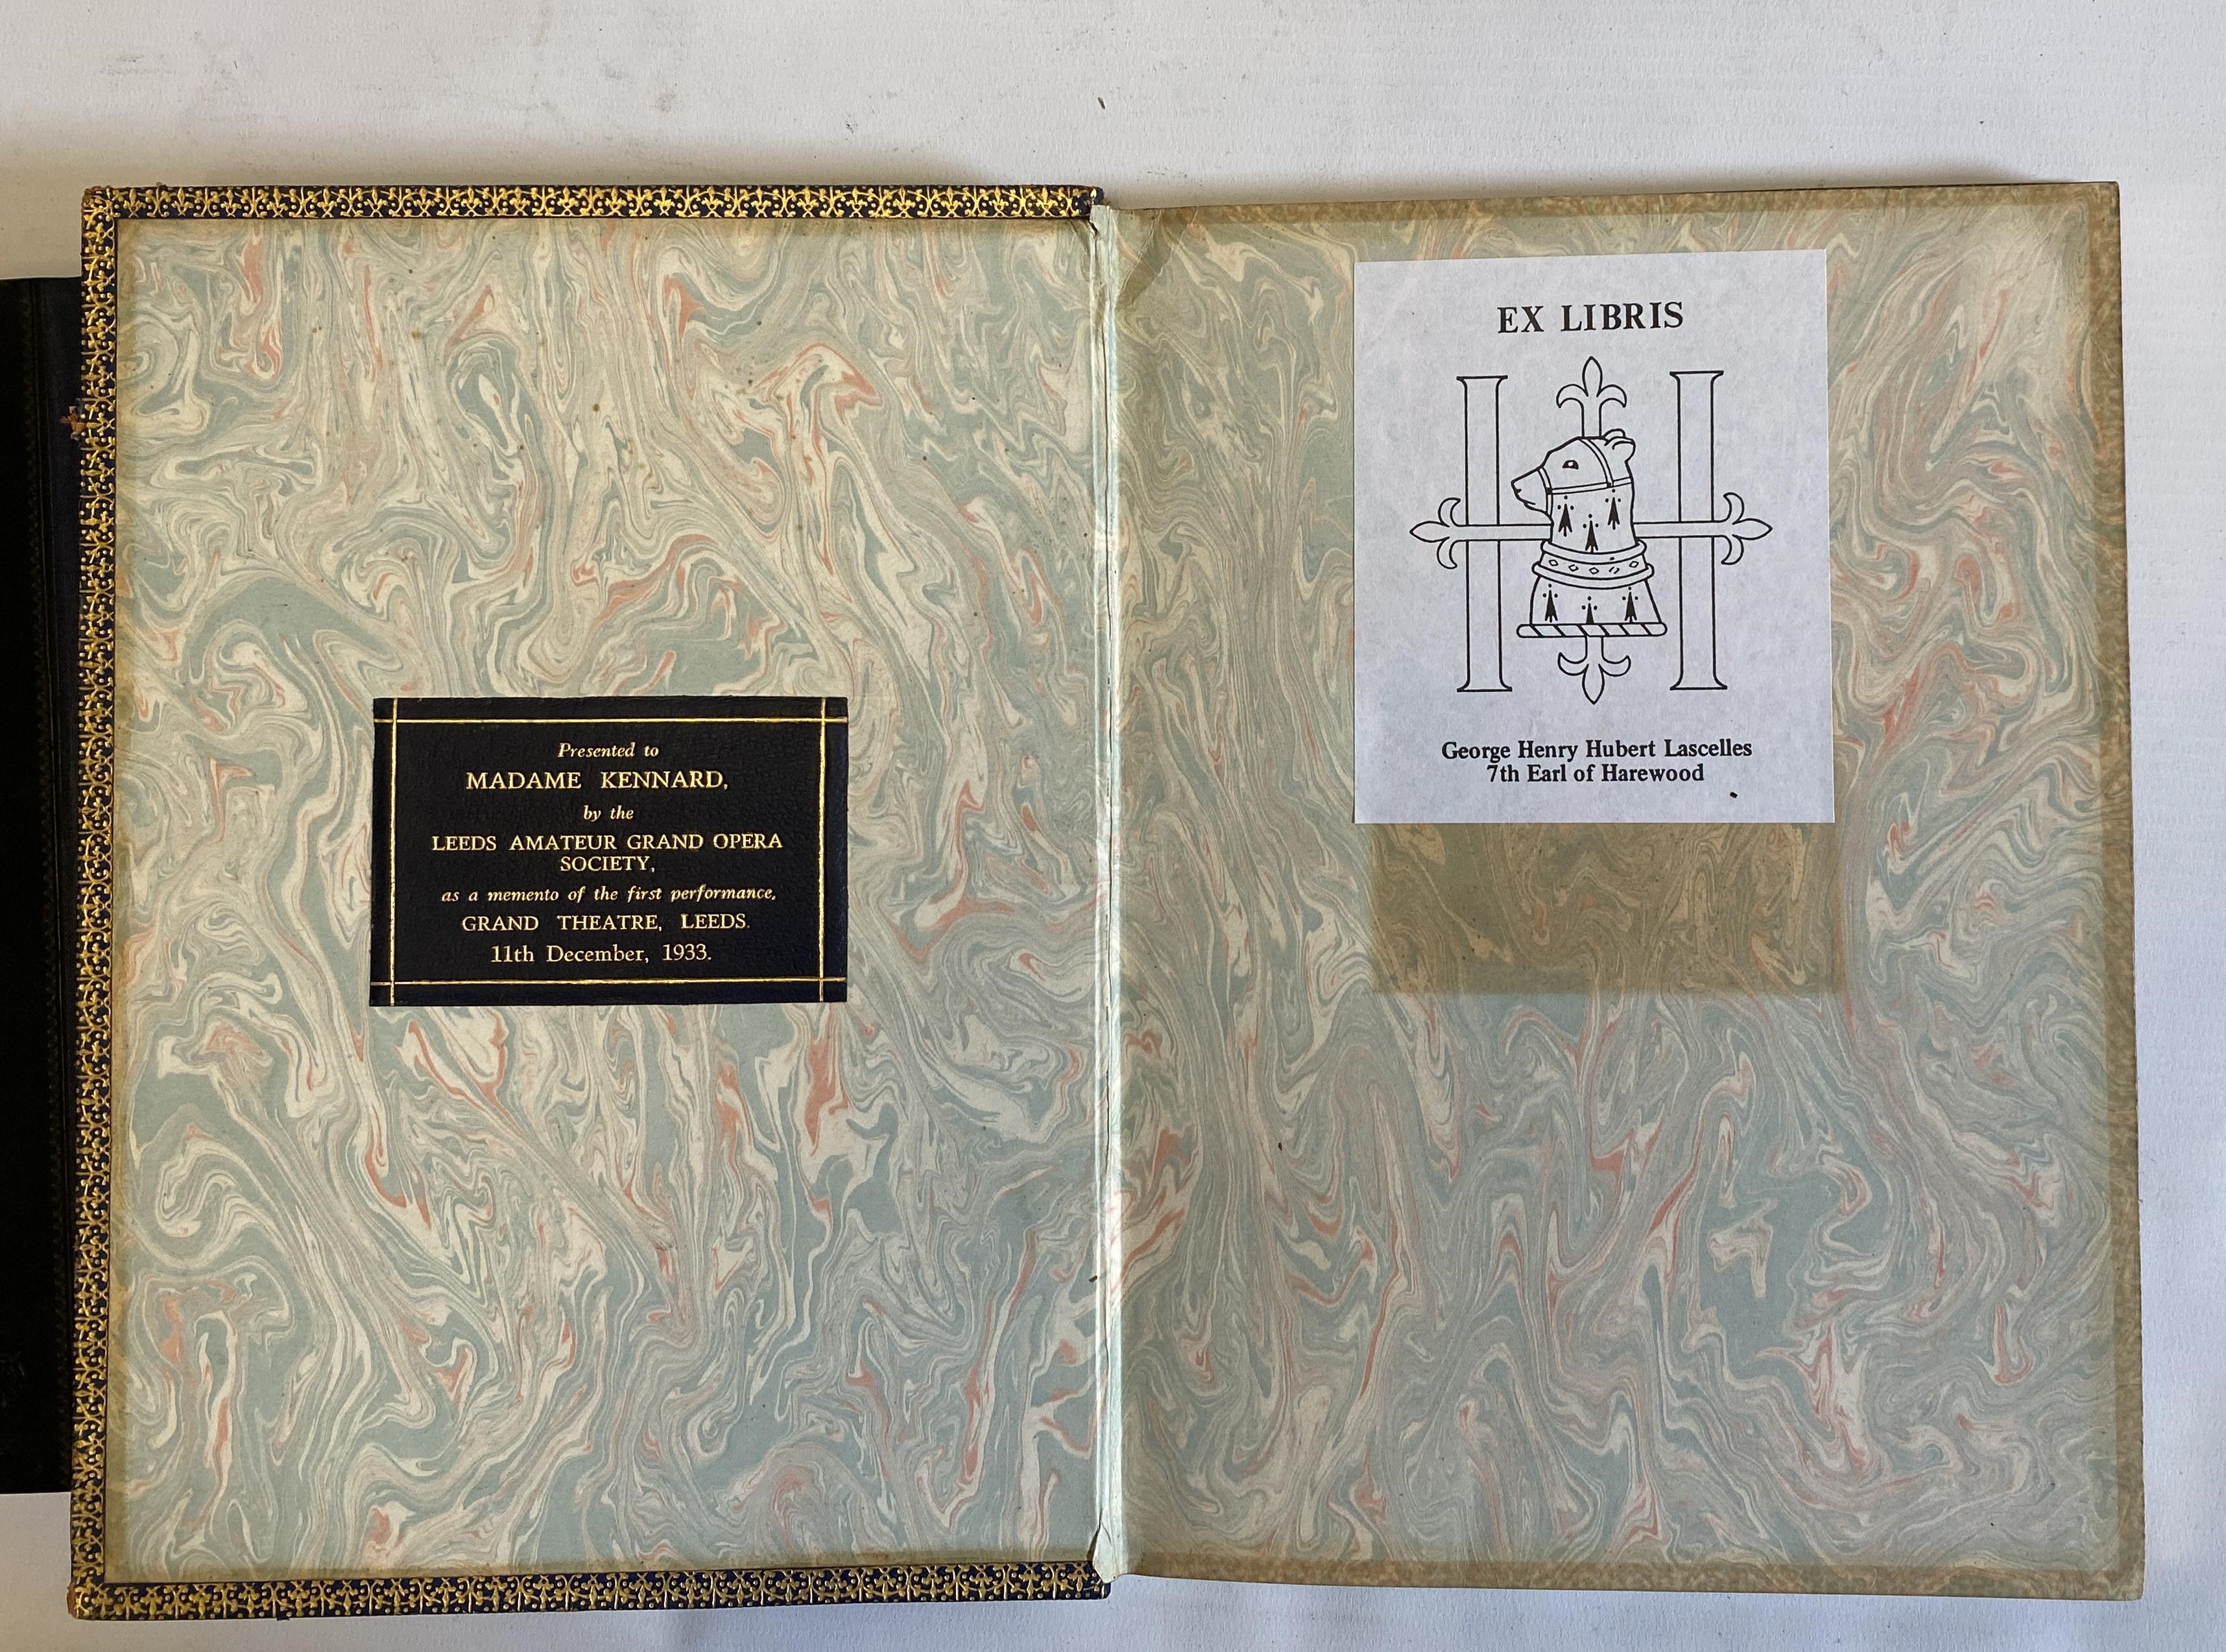 Presented to
MADAME KENNARD,
by the
LEEDS AMATEUR GRAND OPERA
SOCIETY,
as a memento of the first performance,
GRAND THEATRE, LEEDS.
11th December, 1933.
EX LIBRIS
H
George Henry Hubert Lascelles
7th Earl of Harewood